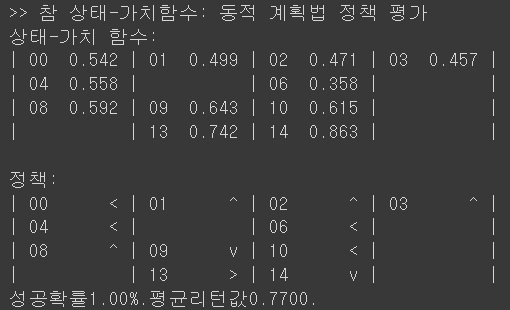 >> 참 상태-가치함수: 동적 계획법 정책 평가
상태-가치 함수:
| 00  0.542 | 01  0.499 | 02  0.471 | 03  0.457 |
| 04  0.558 |           | 06  0.358 |           |
| 08  0.592 | 09  0.643 | 10  0.615 |           |
|           | 13  0.742 | 14  0.863 |           |
정책:
| 00      < | 01      ^ | 02      ^ | 03      ^ |
| 04      < |           | 06      < |           |
| 08      ^ | 09      v | 10      < |           |
|           | 13      > | 14      v |           |
성공확률1.00%.평균리턴값0.7700.